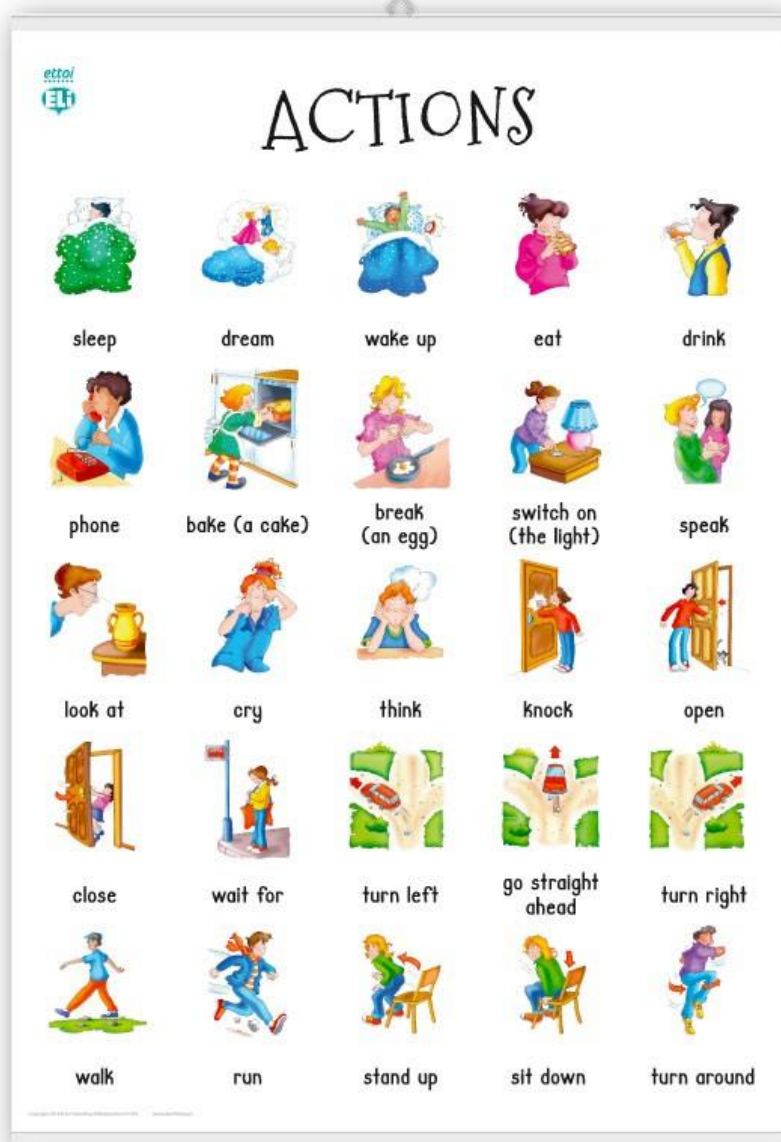 ettoi
ELi
ACTIONS
sleep
dream
wake up
eat
drink
phone
bake (a cake)
break
(an egg)
switch on
(the light)
speak
look at
cry
think
knock
open
close
wait for
turn left
go straight
ahead
turn right
walk
run
stand up
sit down
turn around